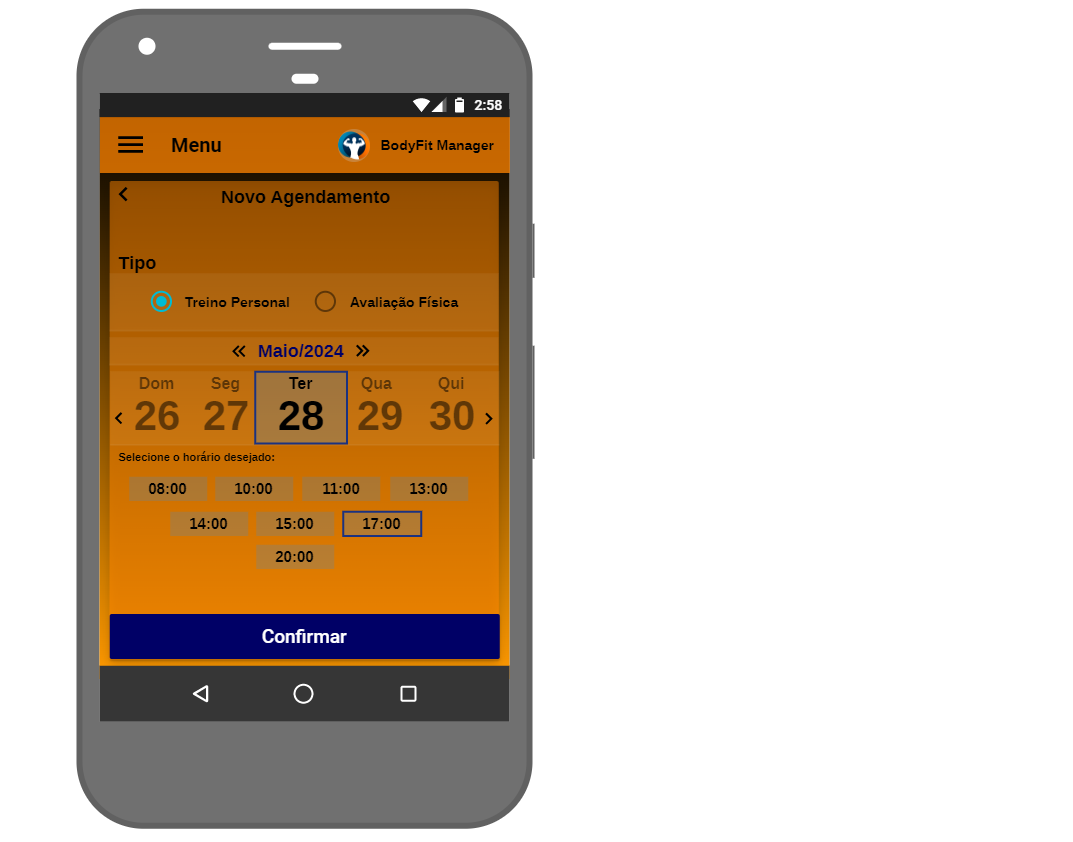 2:58
Menu BodyFit Manager
Novo Agendamento
Tipo
Treino Personal Avaliação Física
Maio/2024
Dom Seg Ter Qua Qui
26 27 28 29 30
Selecione o horário desejado:
08:00 10:00 11:00 13:00
14:00 15:00 17:00
20:00
Confirmar